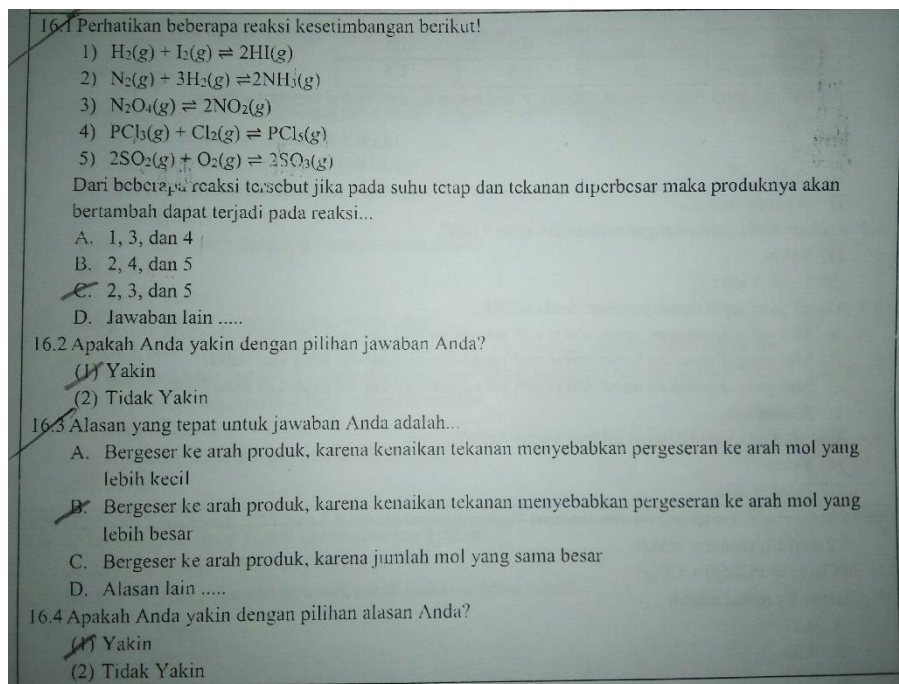 16.1 Perhatikan beberapa reaksi kesetimbangan berikut!
1) H₂(g) + I₂(g) ⇌ 2HI(g)
2) N₂(g) + 3H₂(g) ⇌2NH₃(g)
3) N₂O₄(g) ⇌ 2NO₂(g)
4) PCl₃(g) + Cl₂(g) ⇌ PCl₅(g)
5) 2SO₂(g) + O₂(g) ⇌ 2SO₃(g)
Dari beberapa reaksi tersebut jika pada suhu tetap dan tekanan diperbesar maka produknya akan
bertambah dapat terjadi pada reaksi...
A. 1, 3, dan 4
B. 2, 4, dan 5
C. 2, 3, dan 5
D. Jawaban lain .....
16.2 Apakah Anda yakin dengan pilihan jawaban Anda?
(1) Yakin
(2) Tidak Yakin
16.3 Alasan yang tepat untuk jawaban Anda adalah...
A. Bergeser ke arah produk, karena kenaikan tekanan menyebabkan pergeseran ke arah mol yang
lebih kecil
B. Bergeser ke arah produk, karena kenaikan tekanan menyebabkan pergeseran ke arah mol yang
lebih besar
C. Bergeser ke arah produk, karena jumlah mol yang sama besar
D. Alasan lain .....
16.4 Apakah Anda yakin dengan pilihan alasan Anda?
(1) Yakin
(2) Tidak Yakin